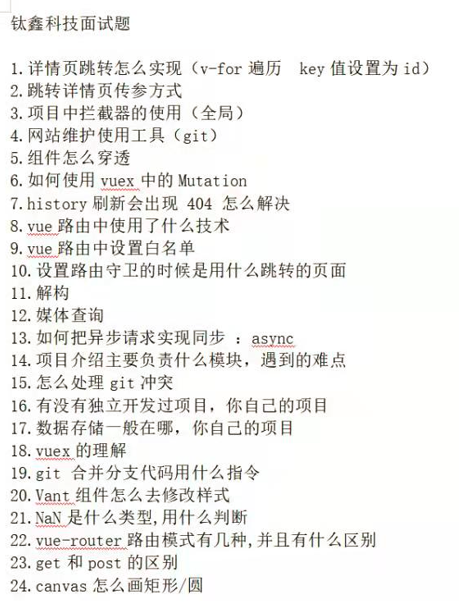 钛鑫科技面试题
1.详情页跳转怎么实现（v-for 遍历  key 值设置为 id）
2.跳转详情页传参方式
3.项目中拦截器的使用（全局）
4.网站维护使用工具（git）
5.组件怎么穿透
6.如何使用 vuex 中的 Mutation
7.history 刷新会出现 404 怎么解决
8.vue 路由中使用了什么技术
9.vue 路由中设置白名单
10.设置路由守卫的时候是用什么跳转的页面
11.解构
12.媒体查询
13.如何把异步请求实现同步 ：async
14.项目介绍主要负责什么模块，遇到的难点
15.怎么处理 git 冲突
16.有没有独立开发过项目，你自己的项目
17.数据存储一般在哪，你自己的项目
18.vuex 的理解
19.git 合并分支代码用什么指令
20.Vant 组件怎么去修改样式
21.NaN 是什么类型,用什么判断
22.vue-router 路由模式有几种,并且有什么区别
23.get 和 post 的区别
24.canvas 怎么画矩形/圆